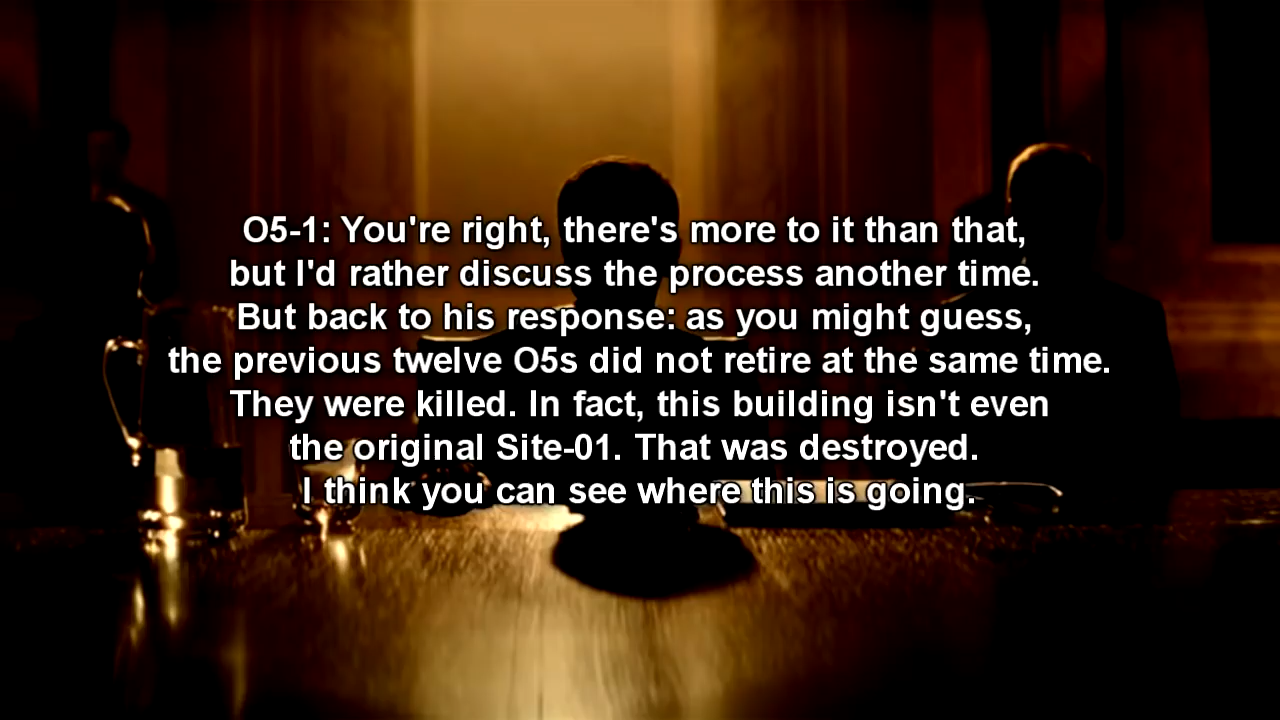 O5-1: You're right, there's more to it than that,
but I'd rather discuss the process another time.
But back to his response: as you might guess,
the previous twelve O5s did not retire at the same time.
They were killed. In fact, this building isn't even
the original Site-01. That was destroyed.
I think you can see where this is going.